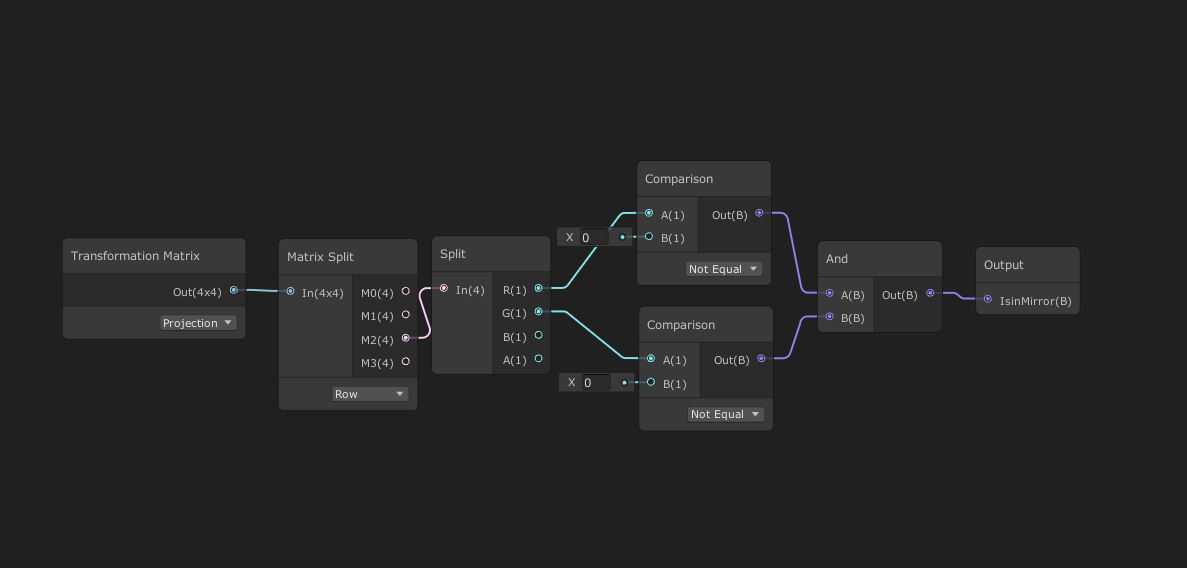 Transformation Matrix
Out(4x4)
Projection
Matrix Split
In(4x4)
M0(4)
M1(4)
M2(4)
M3(4)
Row
Split
In(4)
R(1)
G(1)
B(1)
A(1)
Comparison
A(1)
Out(B)
X 0
B(1)
Not Equal
Comparison
A(1)
Out(B)
X 0
B(1)
Not Equal
And
A(B)
Out(B)
B(B)
Output
IsinMirror(B)